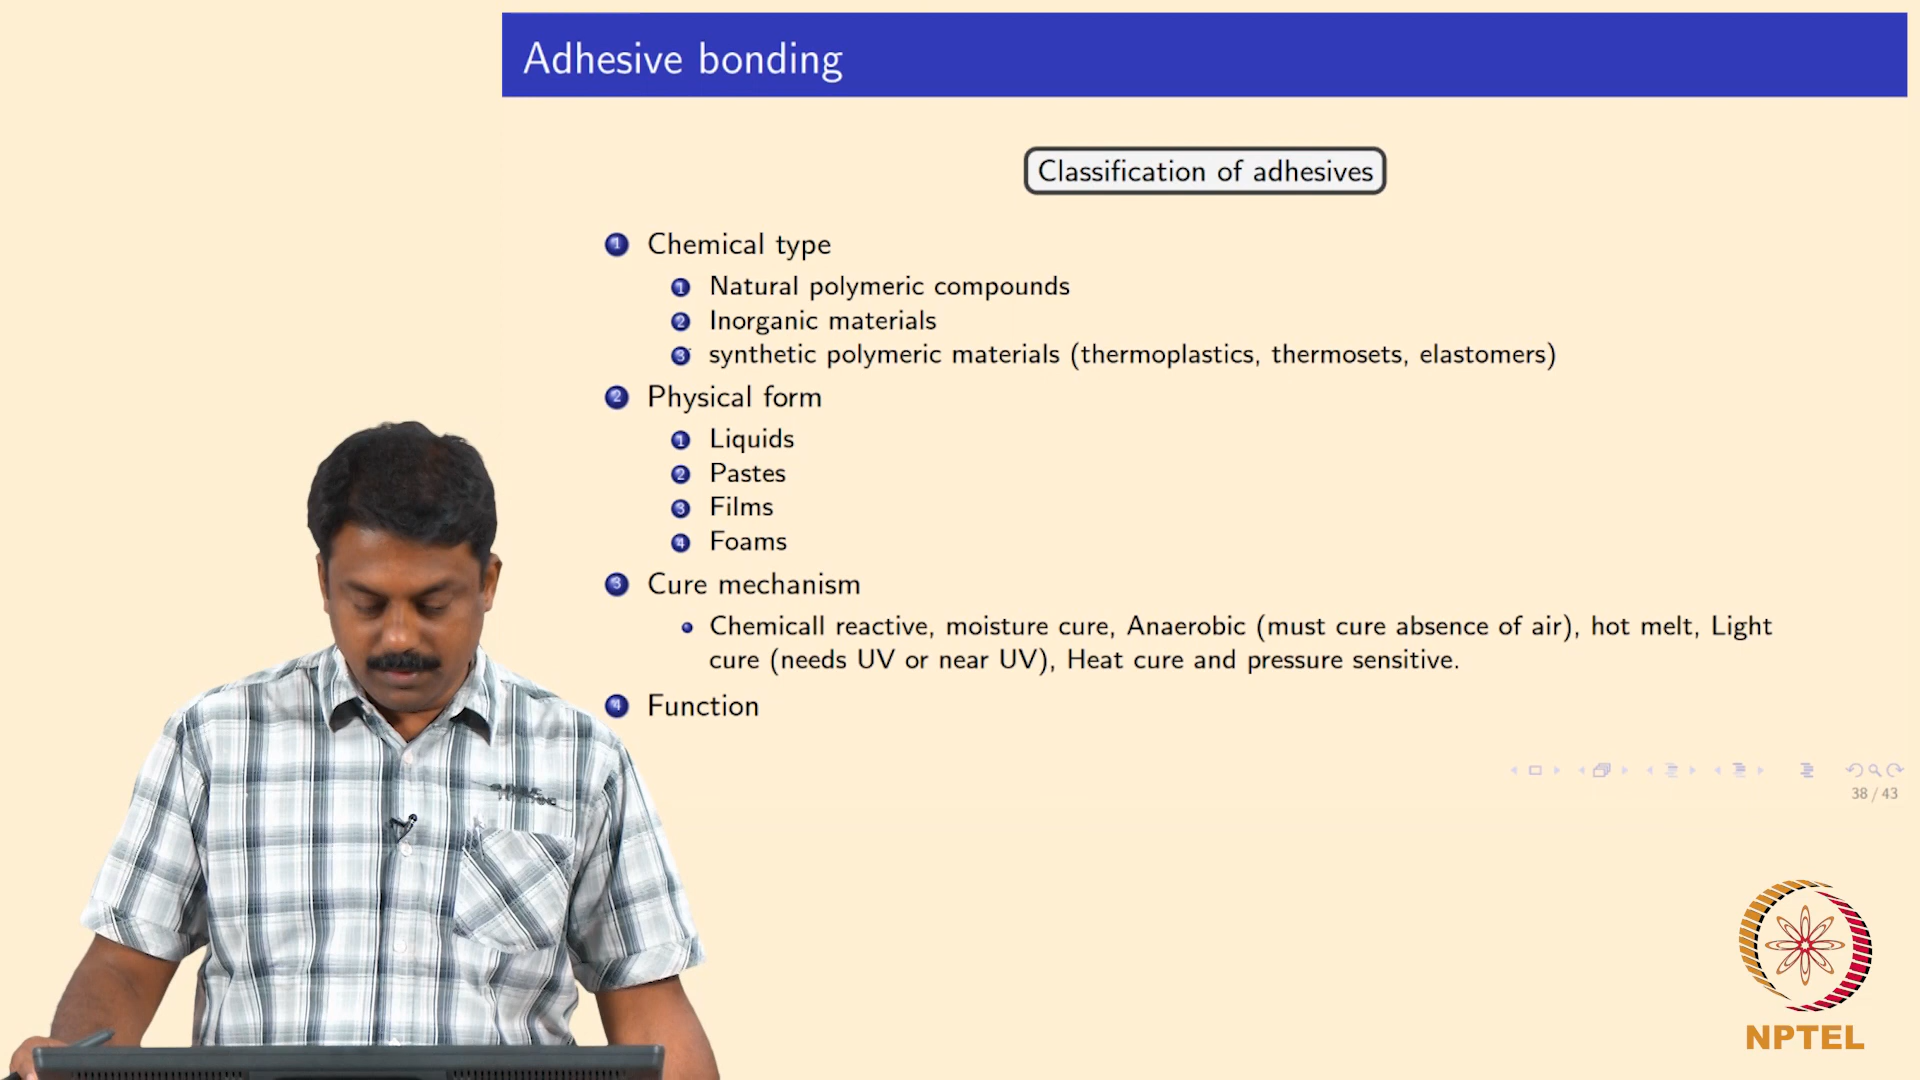 Adhesive bonding
Classification of adhesives
1 Chemical type
1 Natural polymeric compounds
2 Inorganic materials
3 synthetic polymeric materials (thermoplastics, thermosets, elastomers)
2 Physical form
1 Liquids
2 Pastes
3 Films
4 Foams
3 Cure mechanism
Chemicall reactive, moisture cure, Anaerobic (must cure absence of air), hot melt, Light
cure (needs UV or near UV), Heat cure and pressure sensitive.
4 Function
38 / 43
NPTEL